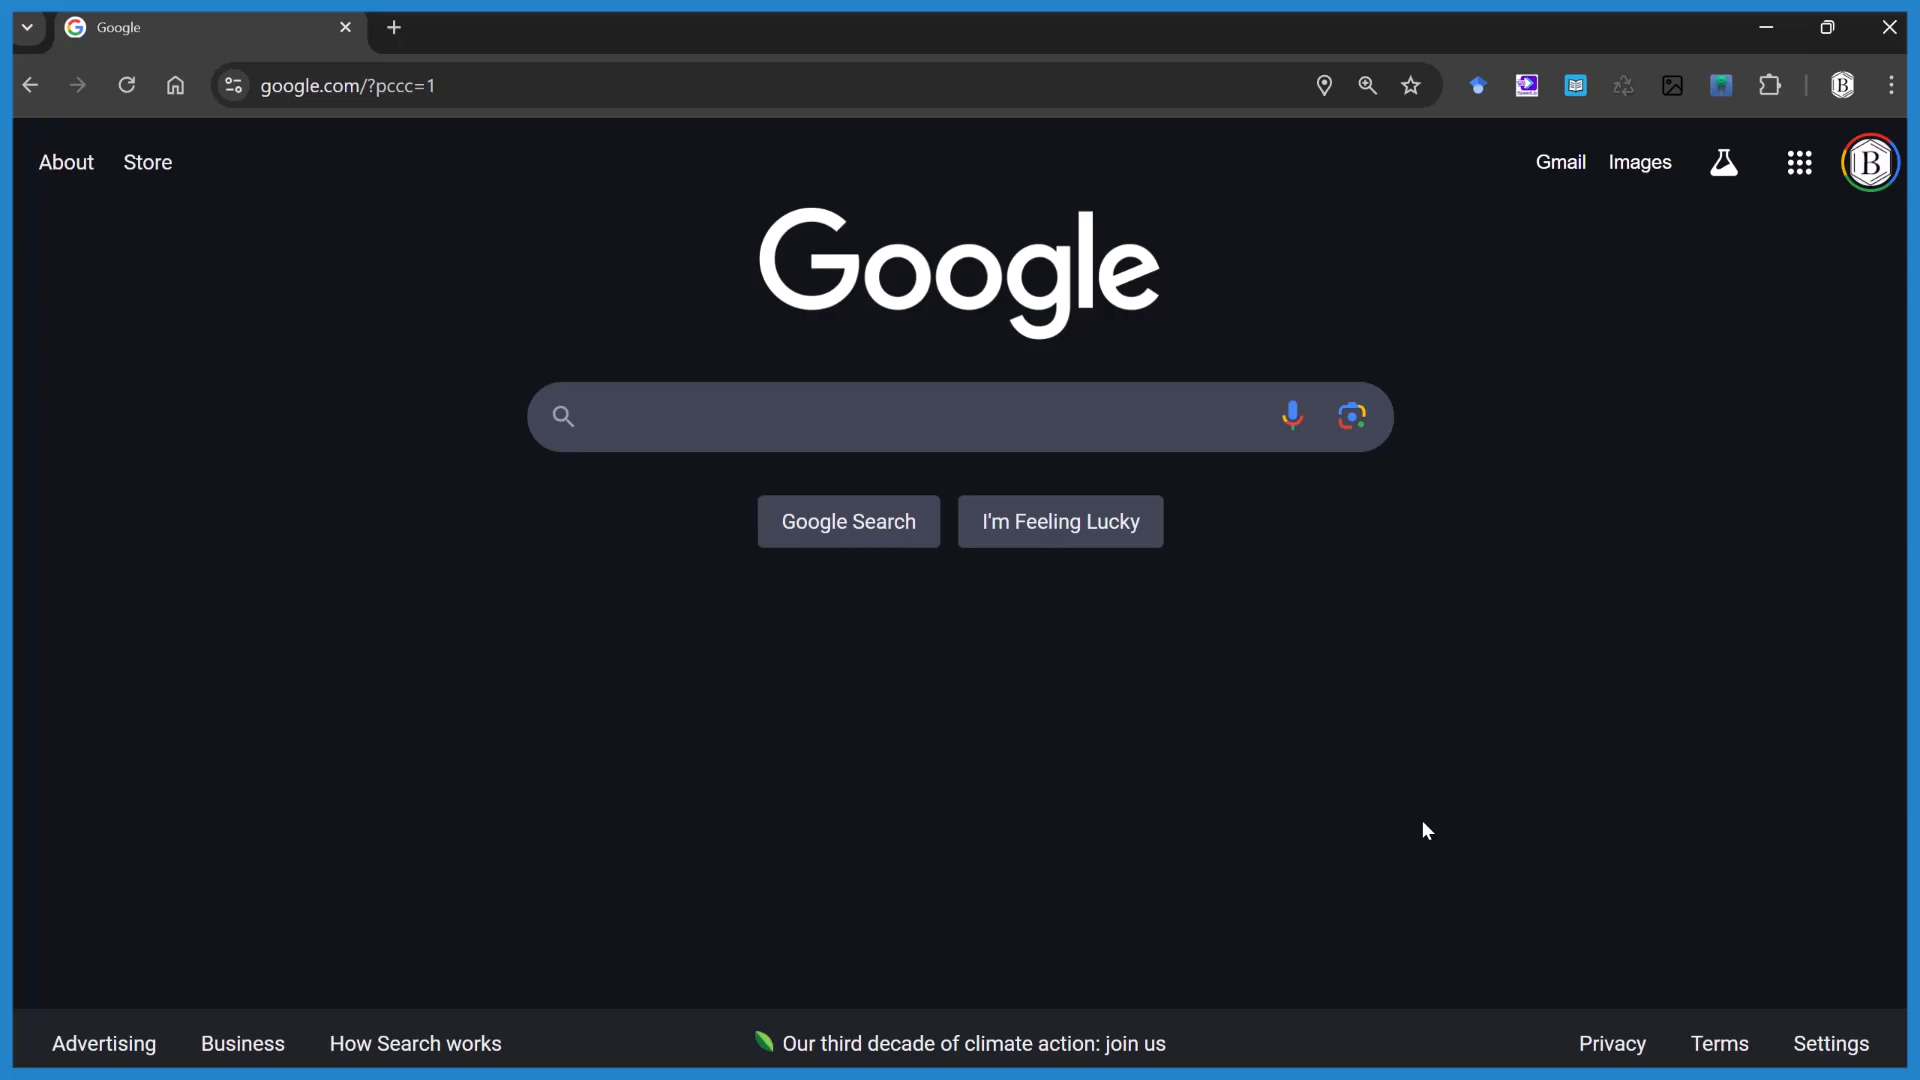 Google
google.com/?pccc=1
B
About Store
Gmail Images
B
Google
Google Search I'm Feeling Lucky
Advertising Business How Search works
Our third decade of climate action: join us
Privacy Terms Settings